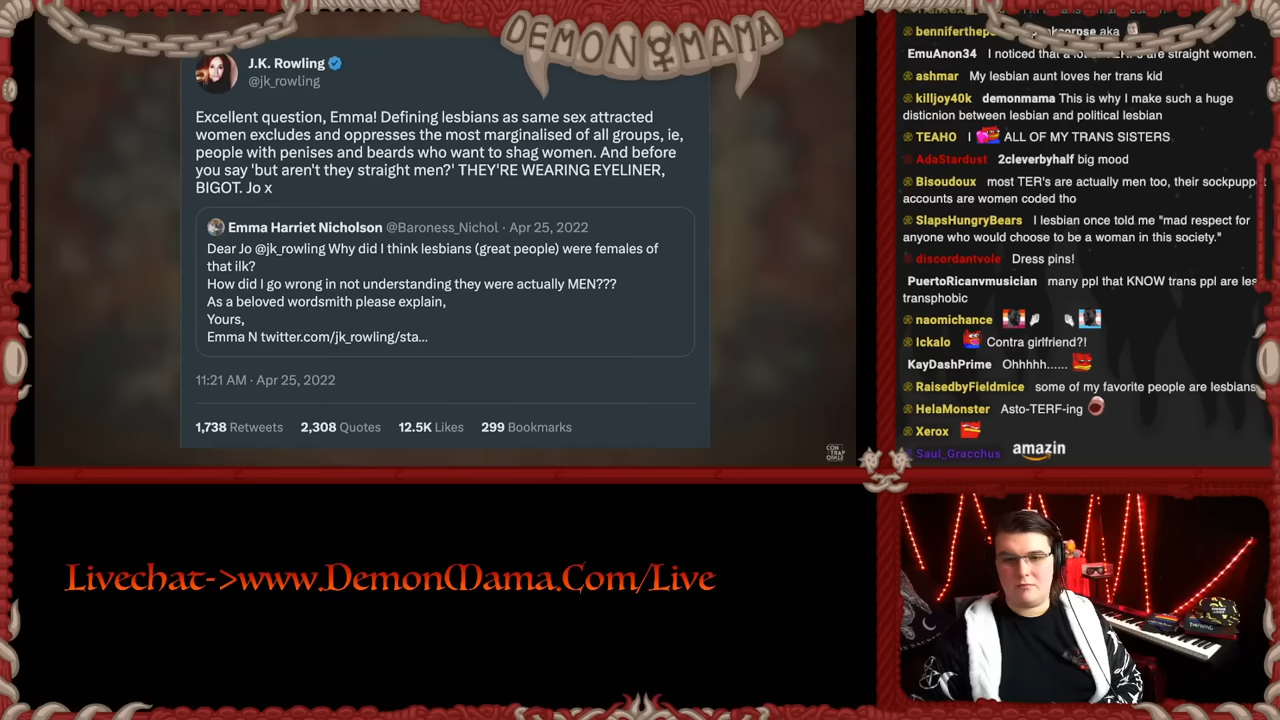 DEMON MAMA
J.K. Rowling
@jk_rowling
Excellent question, Emma! Defining lesbians as same sex attracted
women excludes and oppresses the most marginalised of all groups, ie,
people with penises and beards who want to shag women. And before
you say 'but aren't they straight men?' THEY'RE WEARING EYELINER,
BIGOT. Jo x
Emma Harriet Nicholson @Baroness_Nichol · Apr 25, 2022
Dear Jo @jk_rowling Why did I think lesbians (great people) were females of
that ilk?
How did I go wrong in not understanding they were actually MEN???
As a beloved wordsmith please explain,
Yours,
Emma N twitter.com/jk_rowling/sta...
11:21 AM · Apr 25, 2022
1,738 Retweets 2,308 Quotes 12.5K Likes 299 Bookmarks
CON
TRAP
Livechat->www.DemonMama.Com/Live
aka
EmuAnon34 I noticed that a are straight women.
ashmar My lesbian aunt loves her trans kid
killjoy40k demonmama This is why I make such a huge
disticnion between lesbian and political lesbian
TEAHO I ALL OF MY TRANS SISTERS
AdaStardust 2cleverbyhalf big mood
Bisoudoux most TER's are actually men too, their sockpuppe
accounts are women coded tho
SlapsHungryBears I lesbian once told me "mad respect for
anyone who would choose to be a woman in this society."
discordantvole Dress pins!
PuertoRicanvmusician many ppl that KNOW trans ppl are les
transphobic
naomichance
Ickalo Contra girlfriend?!
KayDashPrime Ohhhhh......
RaisedbyFieldmice some of my favorite people are lesbians
HelaMonster Asto-TERF-ing
Xerox
Saul_Gracchus amazin